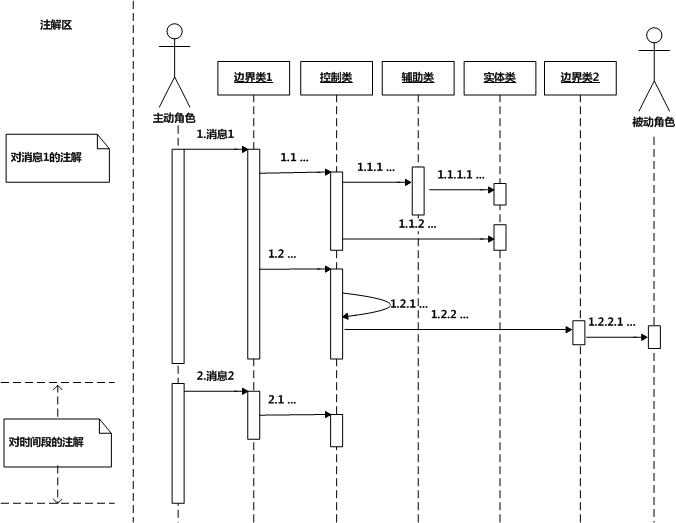 注解区
边界类1
控制类
辅助类
实体类
边界类2
主动角色
被动角色
1.消息1
对消息1的注解
1.1 ...
1.1.1 ...
1.1.1.1 ...
1.1.2 ...
1.2 ...
1.2.1 ...
1.2.2 ...
1.2.2.1 ...
2.消息2
2.1 ...
对时间段的注解